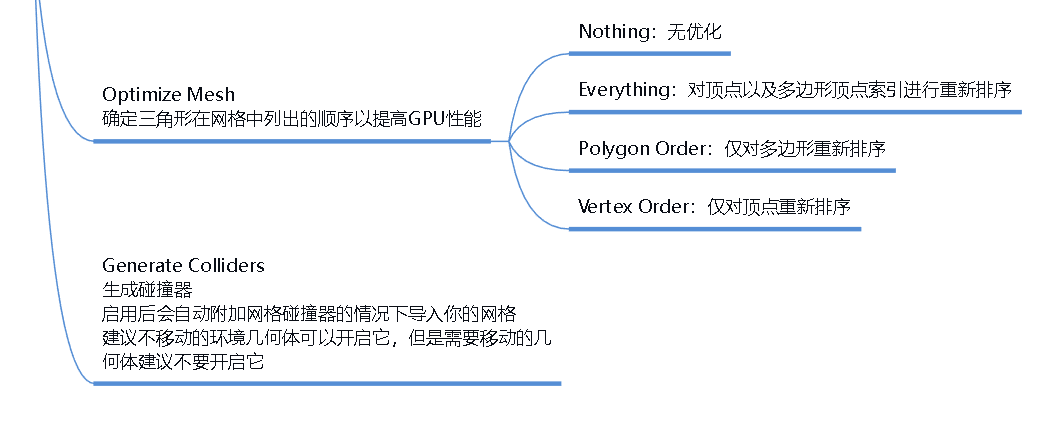 Nothing：无优化
Optimize Mesh
确定三角形在网格中列出的顺序以提高GPU性能
Everything：对顶点以及多边形顶点索引进行重新排序
Polygon Order：仅对多边形重新排序
Vertex Order：仅对顶点重新排序
Generate Colliders
生成碰撞器
启用后会自动附加网格碰撞器的情况下导入你的网格
建议不移动的环境几何体可以开启它，但是需要移动的几
何体建议不要开启它